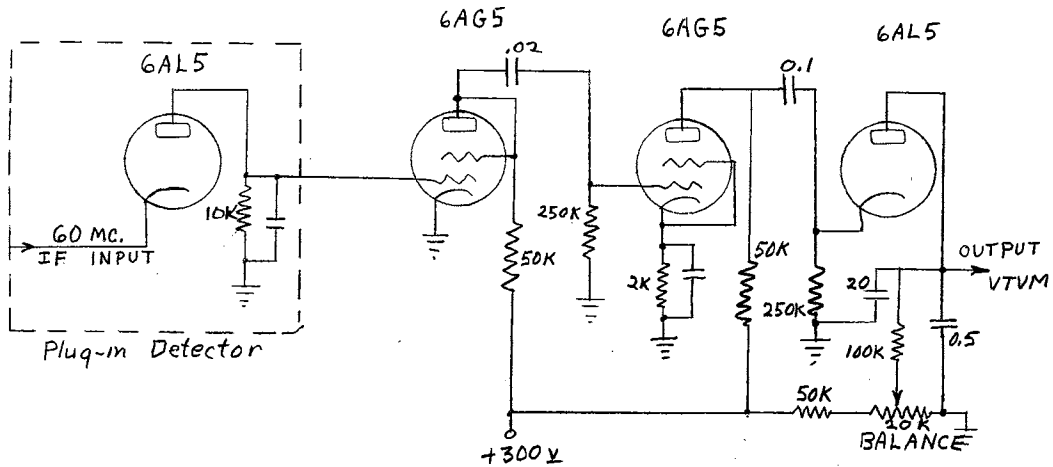 6AG5
6AG5
6AL5
6AL5
.02
0.1
10K
60 MC.
IF INPUT
250K
50K
2K
50K
250K
20
100K
0.5
OUTPUT
VTVM
Plug-in Detector
50K
20K
BALANCE
+300 V